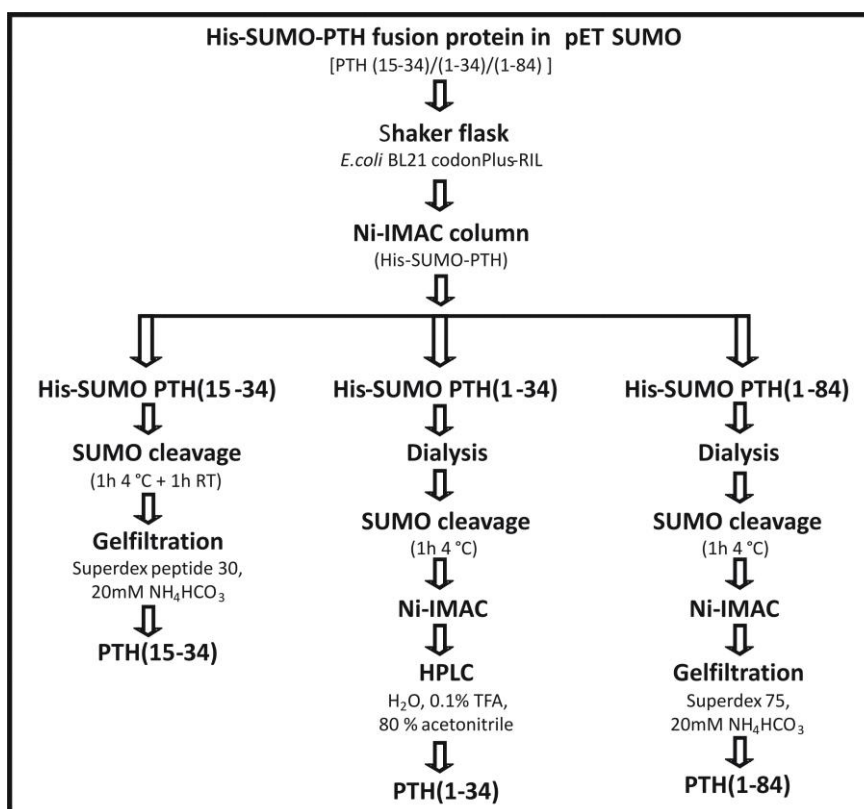 His-SUMO-PTH fusion protein in pET SUMO
[PTH (15-34)/(1-34)/(1-84) ]
Shaker flask
E.coli BL21 codonPlus-RIL
Ni-IMAC column
(His-SUMO-PTH)
His-SUMO PTH(15-34)
SUMO cleavage
(1h 4 °C + 1h RT)
Gelfiltration
Superdex peptide 30,
20mM NH₄HCO₃
PTH(15-34)
His-SUMO PTH(1-34)
Dialysis
SUMO cleavage
(1h 4 °C)
Ni-IMAC
HPLC
H₂O, 0.1% TFA,
80 % acetonitrile
PTH(1-34)
His-SUMO PTH(1-84)
Dialysis
SUMO cleavage
(1h 4 °C)
Ni-IMAC
Gelfiltration
Superdex 75,
20mM NH₄HCO₃
PTH(1-84)